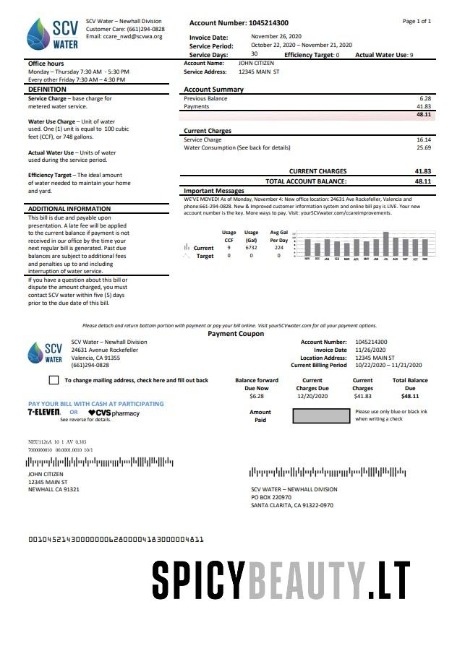 SCV
WATER
SCV Water – Newhall Division
Customer Care: (661)294-0828
Email: ccare_nwd@scvwa.org
Account Number: 1045214300
Page 1 of 1
Invoice Date: November 26, 2020
Service Period: October 22, 2020 – November 21, 2020
Service Days: 30 Efficiency Target: 0 Actual Water Use: 9
Account Name: JOHN CITIZEN
Service Address: 12345 MAIN ST
Office hours
Monday – Thursday 7:30 AM - 5:30 PM
Every other Friday 7:30 AM – 4:30 PM
DEFINITION
Service Charge – base charge for
metered water service.
Water Use Charge – Unit of water
used. One (1) unit is equal to 100 cubic
feet (CCF), or 748 gallons.
Actual Water Use – Units of water
used during the service period.
Efficiency Target – The ideal amount
of water needed to maintain your home
and yard.
ADDITIONAL INFORMATION
This bill is due and payable upon
presentation. A late fee will be applied
to the current balance if payment is not
received in our office by the time your
next regular bill is generated. Past due
balances are subject to additional fees
and penalties up to and including
interruption of water service.
If you have a question about this bill or
dispute the amount charged, you must
contact SCV water within five (5) days
prior to the due date of this bill.
Account Summary
Previous Balance 6.28
Payments 41.83
48.11
Current Charges
Service Charge 16.14
Water Consumption (See back for details) 25.69
CURRENT CHARGES 41.83
TOTAL ACCOUNT BALANCE: 48.11
Important Messages
WE'VE MOVED! As of Monday, November 4: New office location: 24631 Ave Rockefeller, Valencia and
phone:661-294-0828. New & improved customer information system and online bill pay is LIVE. Your new
account number is the key. More ways to pay. Visit: yourSCVwater.com/careimprovements.
Usage Usage Avg Gal
CCF (Gal) Per Day
Current 9 6732 224
Target 0 0 0
Please detach and return bottom portion with payment or pay your bill online. Visit yourSCVwater.com for all your payment options.
Payment Coupon
SCV
WATER
SCV Water – Newhall Division
24631 Avenue Rockefeller
Valencia, CA 91355
(661)294-0828
Account Number: 1045214300
Invoice Date 11/26/2020
Location Address: 12345 MAIN ST
Current Billing Period 10/22/2020 – 11/21/2020
To change mailing address, check here and fill out back
Balance forward Current Current Total Balance
Due Now Charges Due Charges Due
$6.28 12/20/2020 $41.83 $48.11
PAY YOUR BILL WITH CASH AT PARTICIPATING
7-ELEVEN. OR CVS pharmacy
See reverse for details.
Amount
Paid
Please use only blue or black ink
when writing a check
JOHN CITIZEN
12345 MAIN ST
NEWHALL CA 91321
SCV WATER – NEWHALL DIVISION
PO BOX 220970
SANTA CLARITA, CA 91322-0970
SPICYBEAUTY.LT